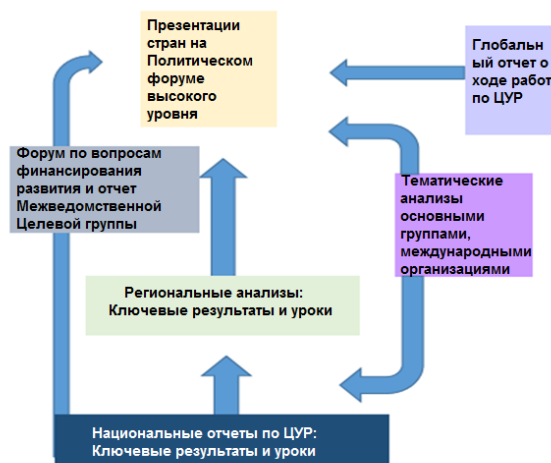 Презентации
стран на
Политическом
форуме
высокого
уровня
Глобальн
ый отчет о
ходе работ
по ЦУР
Форум по вопросам
финансирования
развития и отчет
Межведомственной
Целевой группы
Тематические
анализы
основными
группами,
международными
организациями
Региональные анализы:
Ключевые результаты и уроки
Национальные отчеты по ЦУР:
Ключевые результаты и уроки